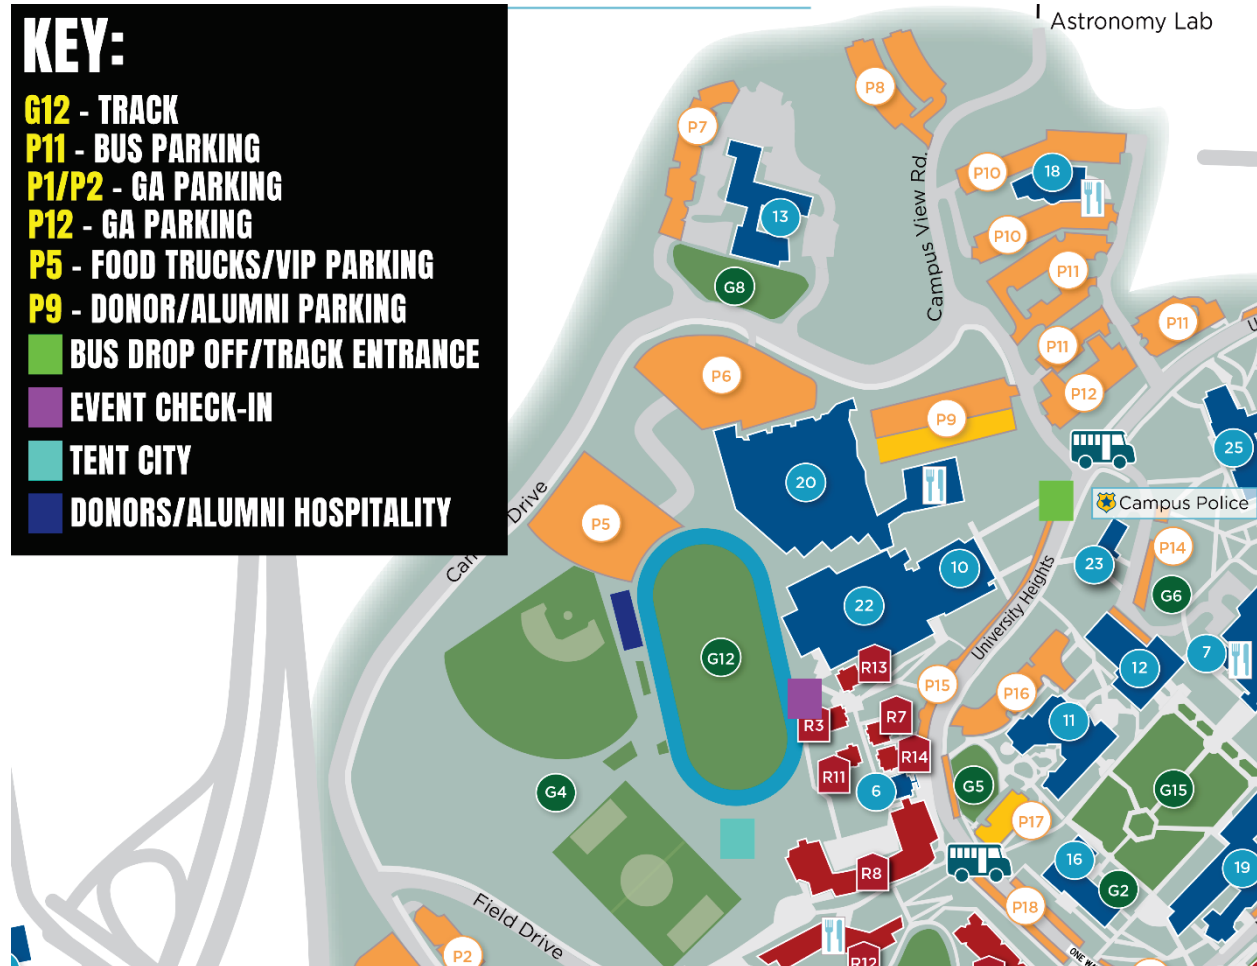 KEY:
G12 - TRACK
P11 - BUS PARKING
P1/P2 - GA PARKING
P12 - GA PARKING
P5 - FOOD TRUCKS/VIP PARKING
P9 - DONOR/ALUMNI PARKING
BUS DROP OFF/TRACK ENTRANCE
EVENT CHECK-IN
TENT CITY
DONORS/ALUMNI HOSPITALITY
Astronomy Lab
P8
P7
Campus View Rd.
P10
18
13
P10
P11
G8
P11
P11
P6
P12
P9
25
20
Campus Police
Drive
P5
P14
10
23
22
G6
University Heights
G12
R13
7
12
P15
P16
R3
R7
11
R14
R11
G4
6
G5
G15
P17
16
19
R8
G2
Field Drive
P18
P2
R12